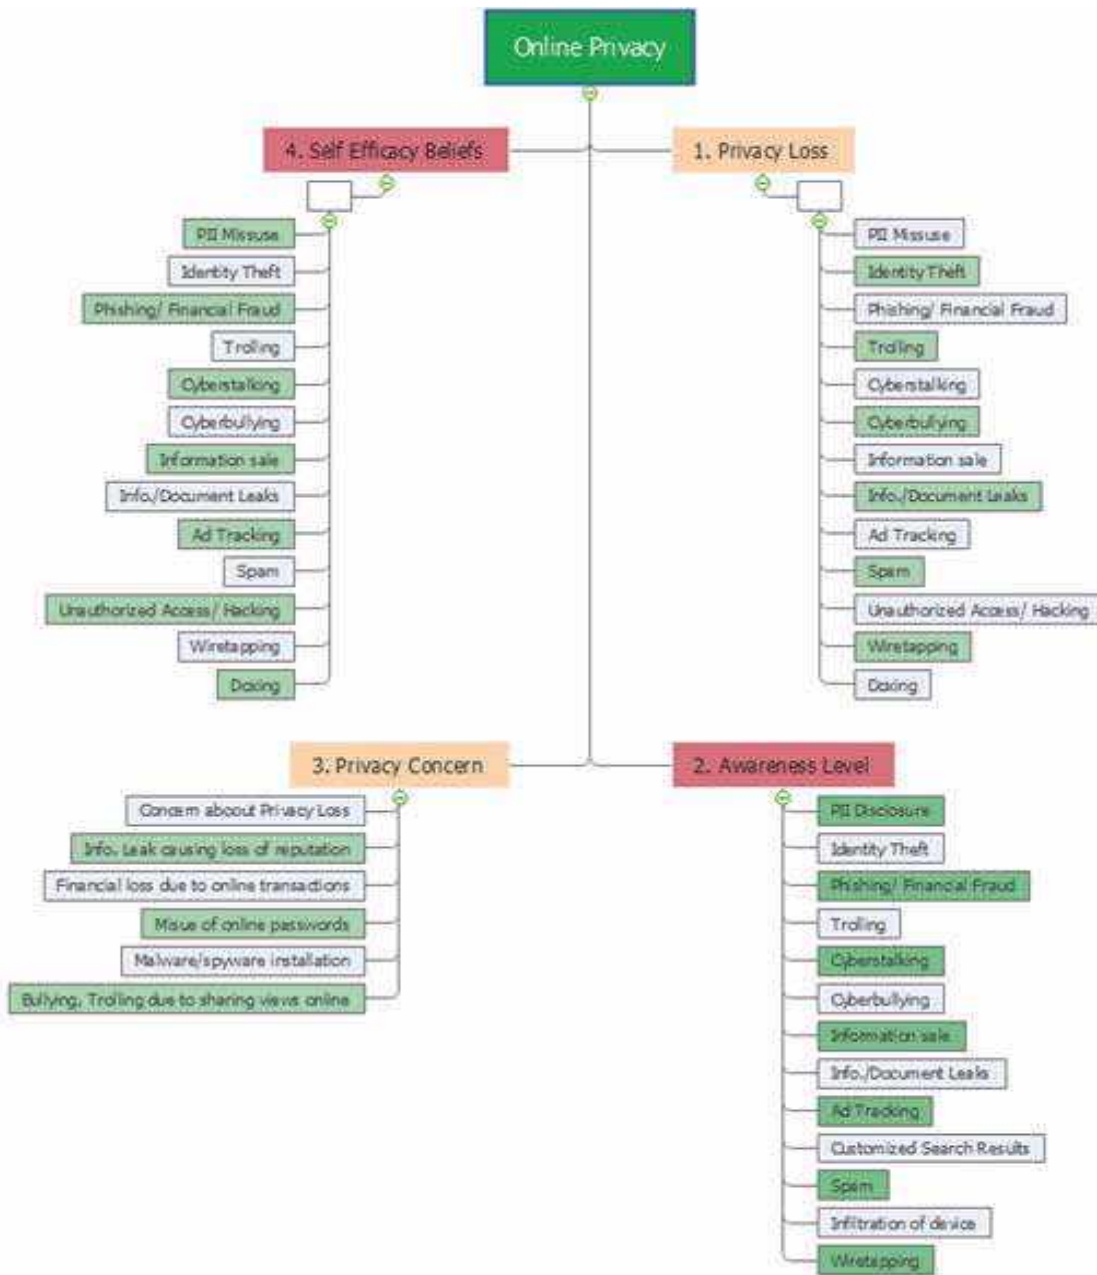 Online Privacy
4. Self Efficacy Beliefs
PII Missuse
Identity Theft
Phishing/ Financial Fraud
Trolling
Cyberstalking
Cyberbullying
Information sale
Info./Document Leaks
Ad Tracking
Spam
Unauthorized Access/ Hacking
Wiretapping
Doxing
1. Privacy Loss
PII Missuse
Identity Theft
Phishing/ Financial Fraud
Trolling
Cyberstalking
Cyberbullying
Information sale
Info./Document Leaks
Ad Tracking
Spam
Unauthorized Access/ Hacking
Wiretapping
Doxing
3. Privacy Concern
Concern aboout Privacy Loss
Info. Leak causing loss of reputation
Financial loss due to online transactions
Misue of online passwords
Malware/spyware installation
Bullying, Trolling due to sharing views online
2. Awareness Level
PII Disclosure
Identity Theft
Phishing/ Financial Fraud
Trolling
Cyberstalking
Cyberbullying
Information sale
Info./Document Leaks
Ad Tracking
Customized Search Results
Spam
Infiltration of device
Wiretapping